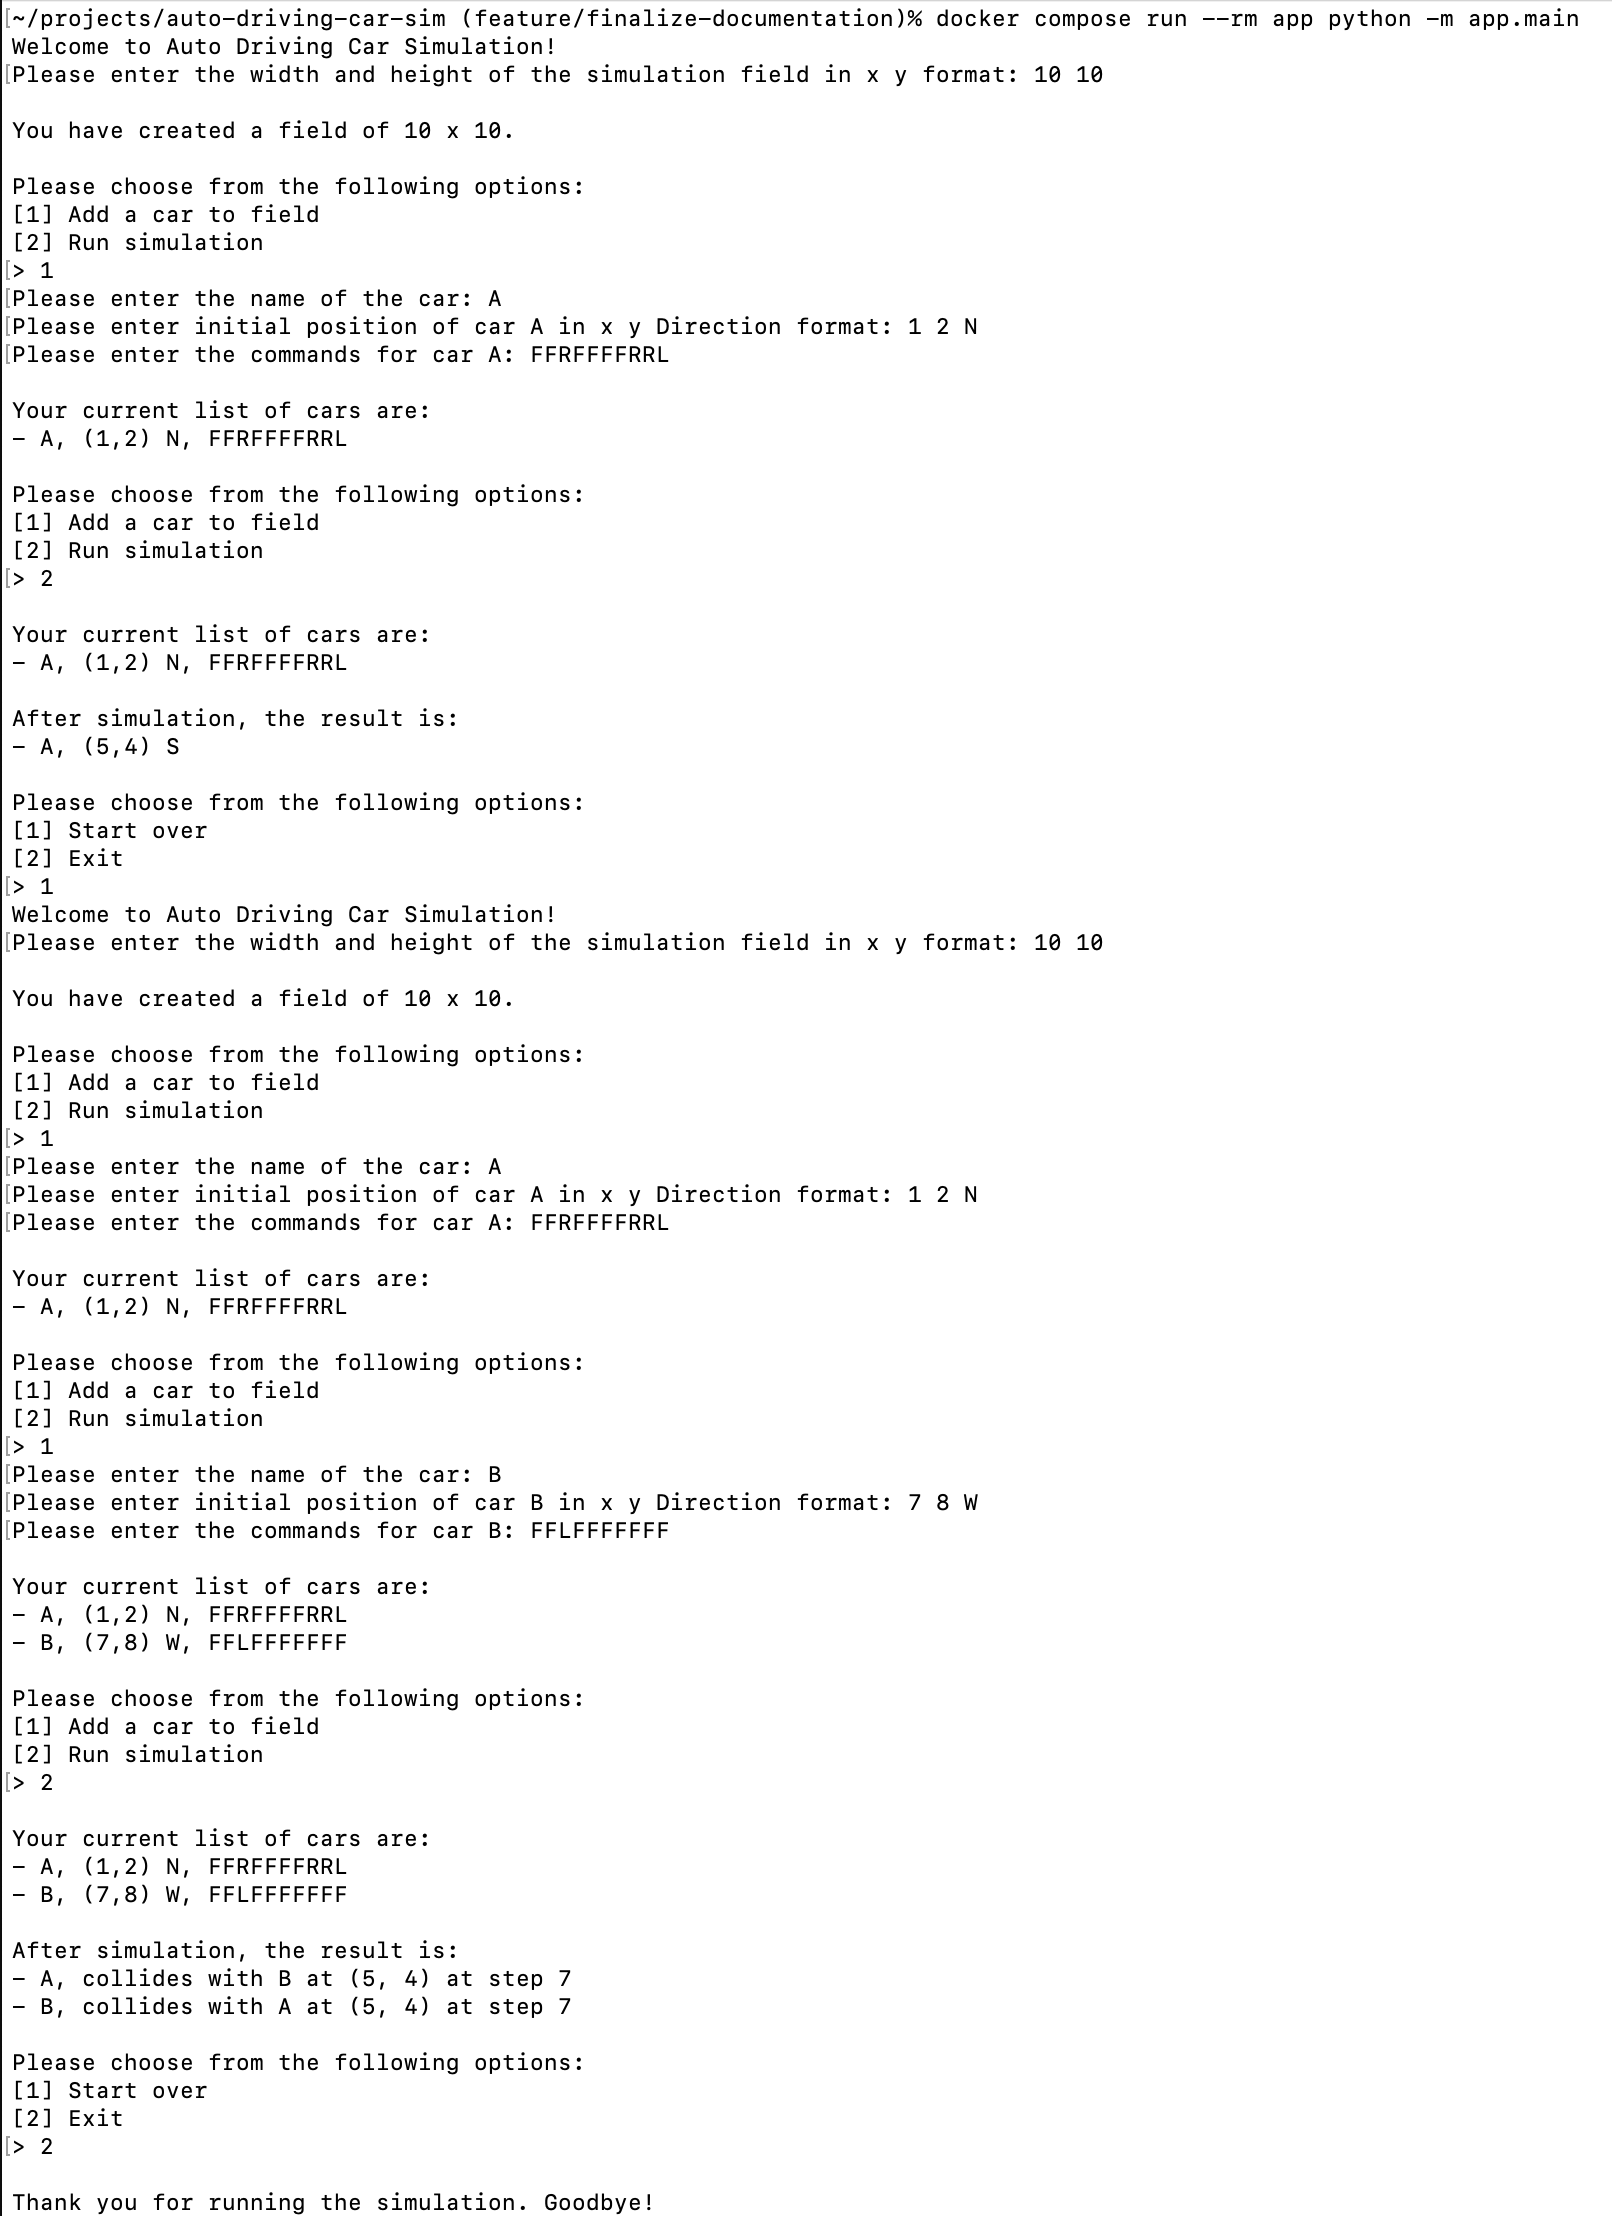 [~/projects/auto-driving-car-sim (feature/finalize-documentation)% docker compose run --rm app python -m app.main
Welcome to Auto Driving Car Simulation!
[Please enter the width and height of the simulation field in x y format: 10 10
You have created a field of 10 x 10.
Please choose from the following options:
[1] Add a car to field
[2] Run simulation
[> 1
[Please enter the name of the car: A
[Please enter initial position of car A in x y Direction format: 1 2 N
[Please enter the commands for car A: FFRFFFFRRL
Your current list of cars are:
- A, (1,2) N, FFRFFFFRRL
Please choose from the following options:
[1] Add a car to field
[2] Run simulation
[> 2
Your current list of cars are:
- A, (1,2) N, FFRFFFFRRL
After simulation, the result is:
- A, (5,4) S
Please choose from the following options:
[1] Start over
[2] Exit
[> 1
Welcome to Auto Driving Car Simulation!
[Please enter the width and height of the simulation field in x y format: 10 10
You have created a field of 10 x 10.
Please choose from the following options:
[1] Add a car to field
[2] Run simulation
[> 1
[Please enter the name of the car: A
[Please enter initial position of car A in x y Direction format: 1 2 N
[Please enter the commands for car A: FFRFFFFRRL
Your current list of cars are:
- A, (1,2) N, FFRFFFFRRL
Please choose from the following options:
[1] Add a car to field
[2] Run simulation
[> 1
[Please enter the name of the car: B
[Please enter initial position of car B in x y Direction format: 7 8 W
[Please enter the commands for car B: FFLFFFFFFF
Your current list of cars are:
- A, (1,2) N, FFRFFFFRRL
- B, (7,8) W, FFLFFFFFFF
Please choose from the following options:
[1] Add a car to field
[2] Run simulation
[> 2
Your current list of cars are:
- A, (1,2) N, FFRFFFFRRL
- B, (7,8) W, FFLFFFFFFF
After simulation, the result is:
- A, collides with B at (5, 4) at step 7
- B, collides with A at (5, 4) at step 7
Please choose from the following options:
[1] Start over
[2] Exit
[> 2
Thank you for running the simulation. Goodbye!